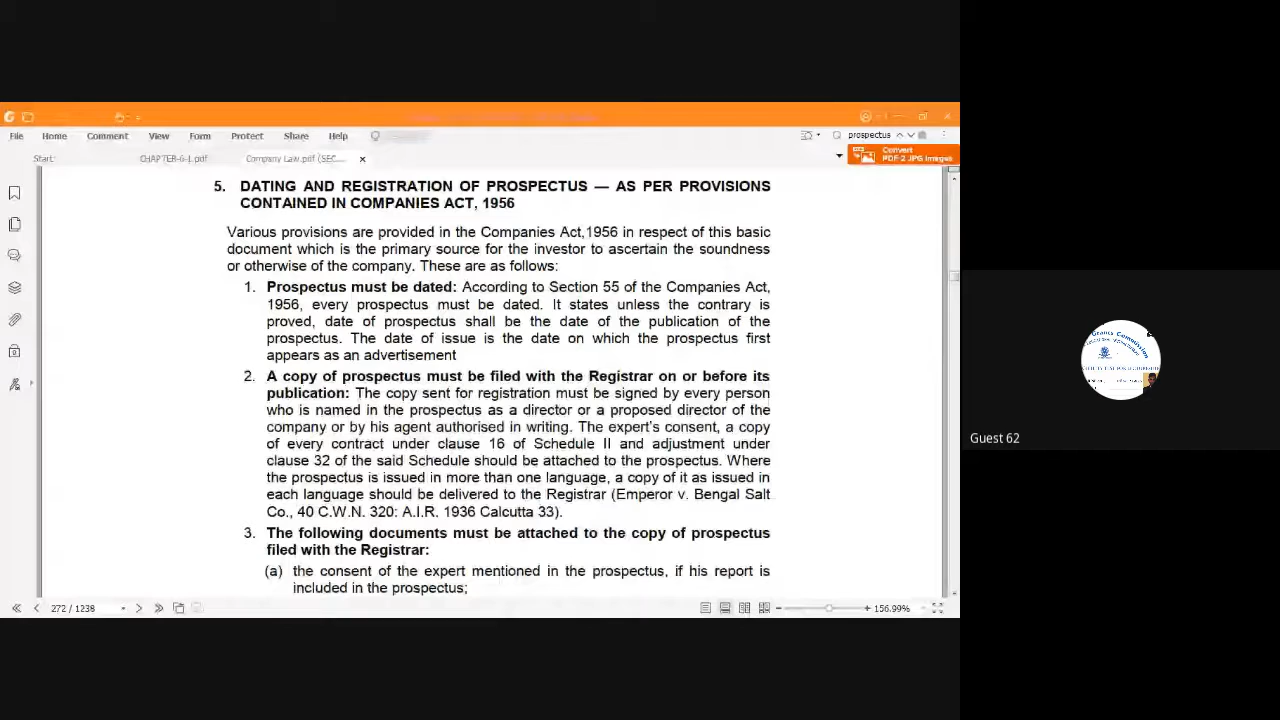 File Home Comment View Form Protect Share Help
prospectus
Start
CHAPTER-6-1.pdf
Company Law.pdf (SEC...
Convert
PDF-2 JPG Images
5. DATING AND REGISTRATION OF PROSPECTUS — AS PER PROVISIONS
CONTAINED IN COMPANIES ACT, 1956
Various provisions are provided in the Companies Act,1956 in respect of this basic
document which is the primary source for the investor to ascertain the soundness
or otherwise of the company. These are as follows:
1. Prospectus must be dated: According to Section 55 of the Companies Act,
1956, every prospectus must be dated. It states unless the contrary is
proved, date of prospectus shall be the date of the publication of the
prospectus. The date of issue is the date on which the prospectus first
appears as an advertisement
2. A copy of prospectus must be filed with the Registrar on or before its
publication: The copy sent for registration must be signed by every person
who is named in the prospectus as a director or a proposed director of the
company or by his agent authorised in writing. The expert's consent, a copy
of every contract under clause 16 of Schedule II and adjustment under
clause 32 of the said Schedule should be attached to the prospectus. Where
the prospectus is issued in more than one language, a copy of it as issued in
each language should be delivered to the Registrar (Emperor v. Bengal Salt
Co., 40 C.W.N. 320: A.I.R. 1936 Calcutta 33).
3. The following documents must be attached to the copy of prospectus
filed with the Registrar:
(a) the consent of the expert mentioned in the prospectus, if his report is
included in the prospectus;
272 / 1238
156.99%
Grants Commission
Guest 62